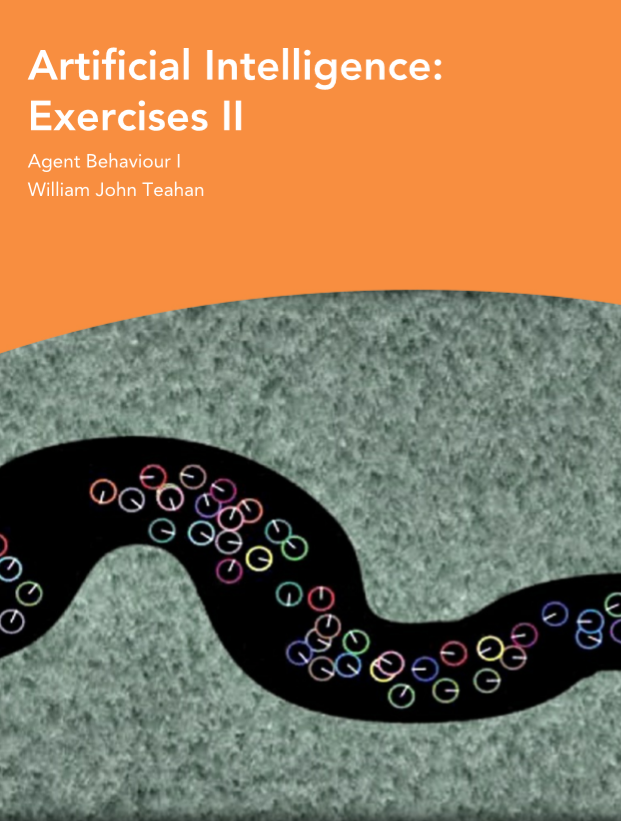 Artificial Intelligence:
Exercises II
Agent Behaviour I
William John Teahan